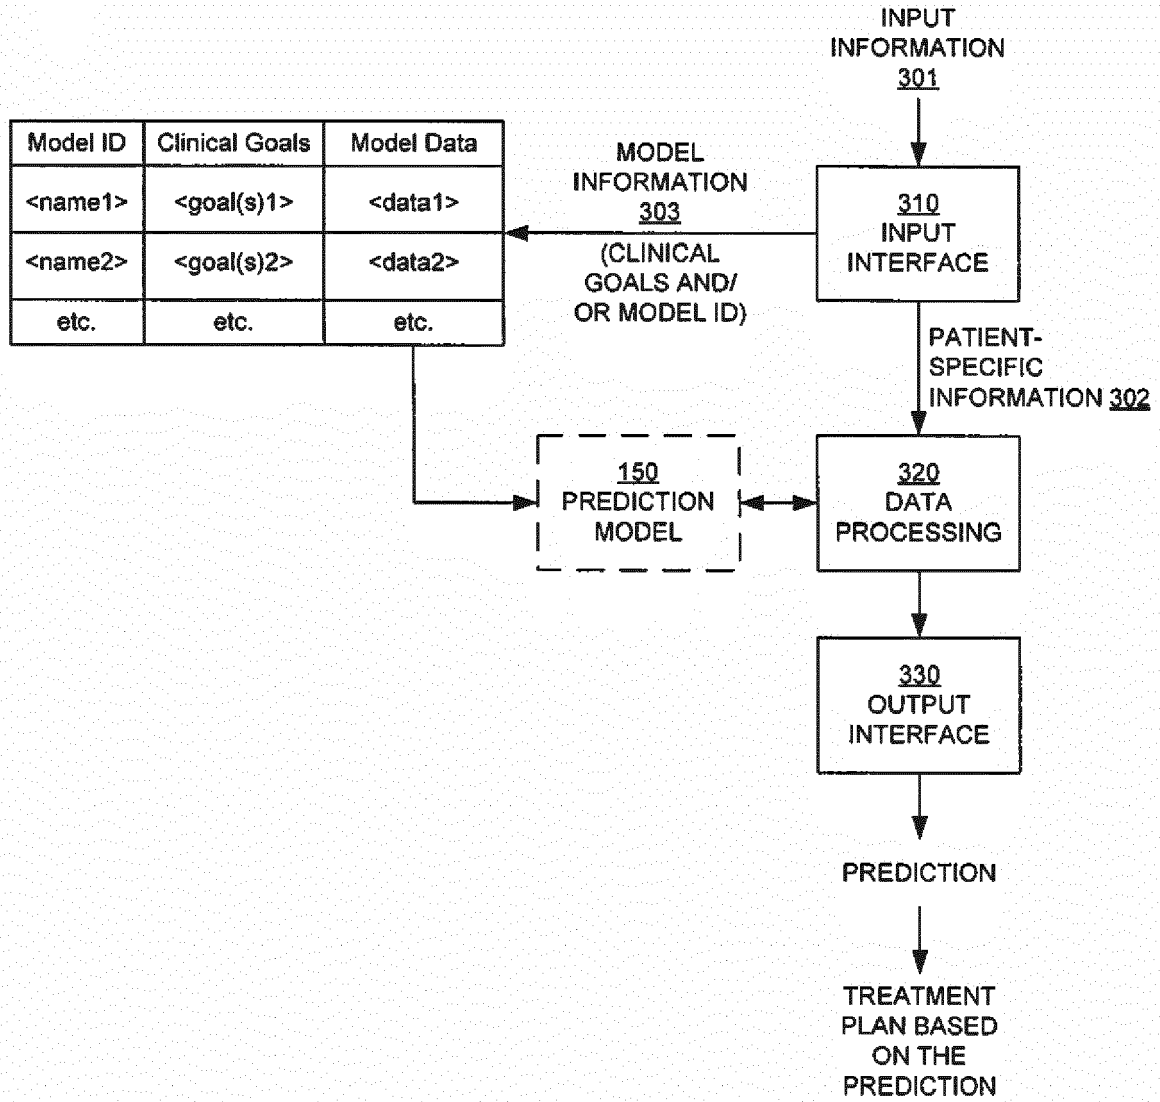 INPUT
INFORMATION
301
Model ID Clinical Goals Model Data
<name1> <goal(s)1> <data1>
<name2> <goal(s)2> <data2>
etc. etc. etc.
MODEL
INFORMATION
303
(CLINICAL
GOALS AND/
OR MODEL ID)
310
INPUT
INTERFACE
PATIENT-
SPECIFIC
INFORMATION 302
150
PREDICTION
MODEL
320
DATA
PROCESSING
330
OUTPUT
INTERFACE
PREDICTION
TREATMENT
PLAN BASED
ON THE
PREDICTION